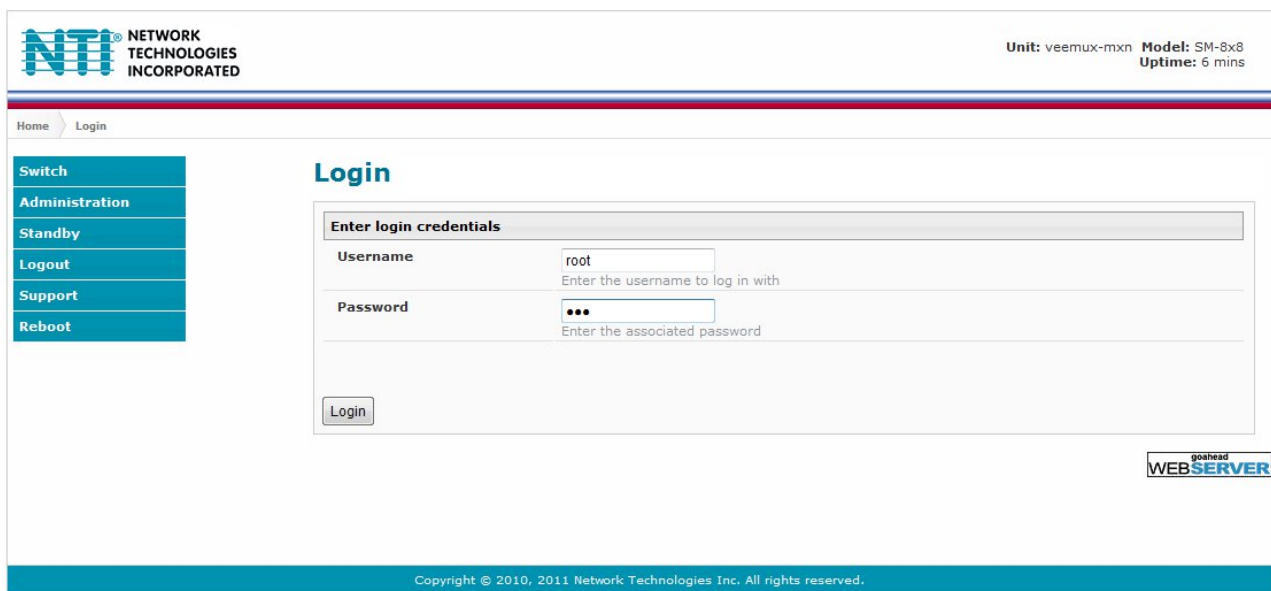 NTI® NETWORK
TECHNOLOGIES
INCORPORATED
Unit: veemux-mxn Model: SM-8x8
Uptime: 6 mins
Home Login
Switch
Administration
Standby
Logout
Support
Reboot
Login
Enter login credentials
Username
root
Enter the username to log in with
Password
•••
Enter the associated password
Login
goahead
WEBSERVER
Copyright © 2010, 2011 Network Technologies Inc. All rights reserved.